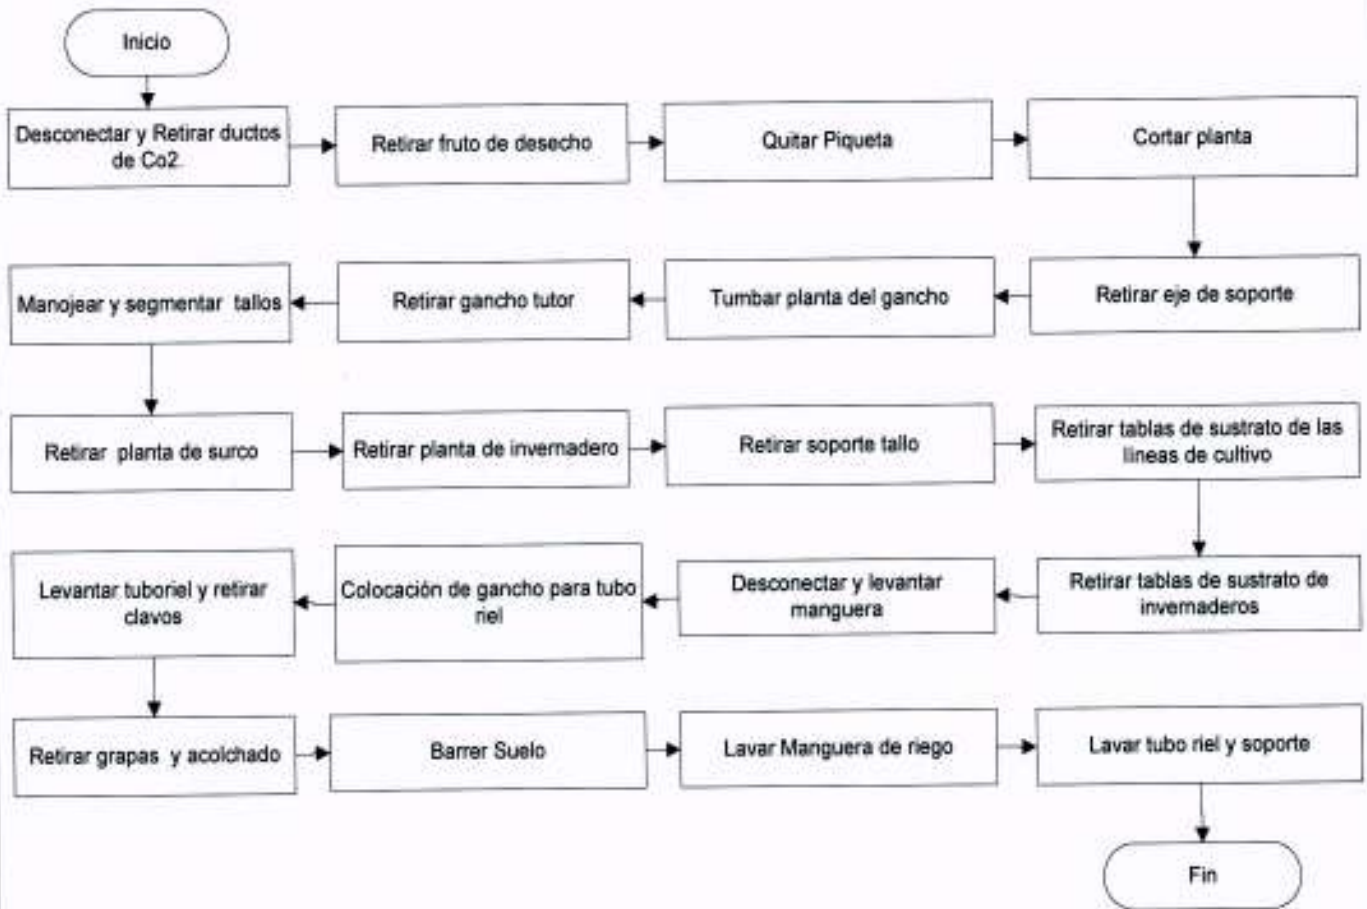 Inicio
Desconectar y Retirar ductos
de Co2.
Retirar fruto de desecho
Quitar Piqueta
Cortar planta
Retirar eje de soporte
Tumbar planta del gancho
Retirar gancho tutor
Manojear y segmentar tallos
Retirar planta de surco
Retirar planta de invernadero
Retirar soporte tallo
Retirar tablas de sustrato de las
líneas de cultivo
Retirar tablas de sustrato de
invernaderos
Desconectar y levantar
manguera
Colocación de gancho para tubo
riel
Levantar tuboriel y retirar
clavos
Retirar grapas y acolchado
Barrer Suelo
Lavar Manguera de riego
Lavar tubo riel y soporte
Fin